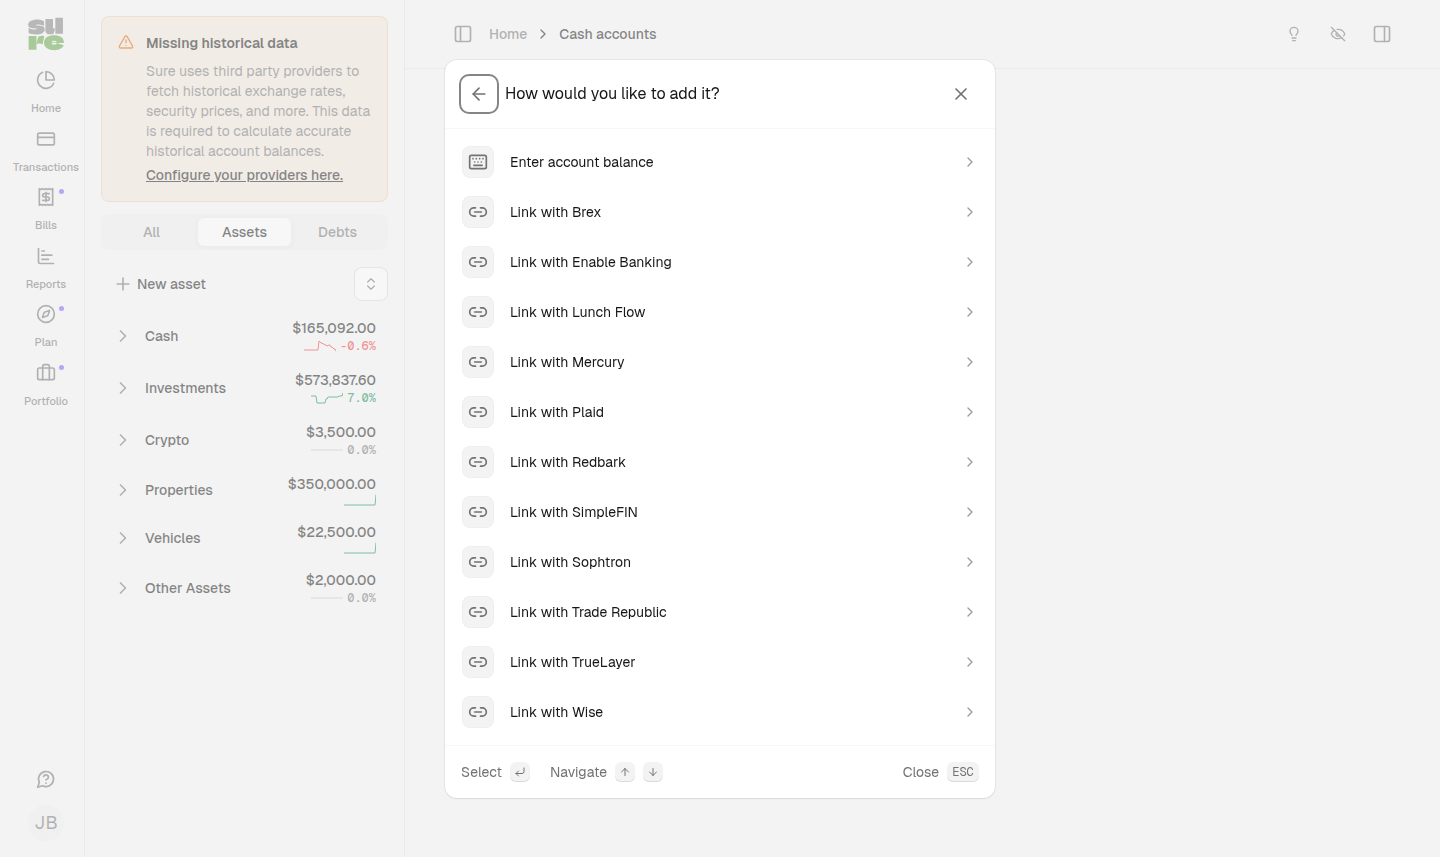 sure
Home
Transactions
Bills
Reports
Plan
Portfolio
JB
Missing historical data
Sure uses third party providers to
fetch historical exchange rates,
security prices, and more. This data
is required to calculate accurate
historical account balances.
Configure your providers here.
All
Assets
Debts
New asset
Cash
$165,092.00
-0.6%
Investments
$573,837.60
7.0%
Crypto
$3,500.00
0.0%
Properties
$350,000.00
Vehicles
$22,500.00
Other Assets
$2,000.00
0.0%
Home
Cash accounts
How would you like to add it?
Enter account balance
Link with Brex
Link with Enable Banking
Link with Lunch Flow
Link with Mercury
Link with Plaid
Link with Redbark
Link with SimpleFIN
Link with Sophtron
Link with Trade Republic
Link with TrueLayer
Link with Wise
Select
Navigate
Close ESC